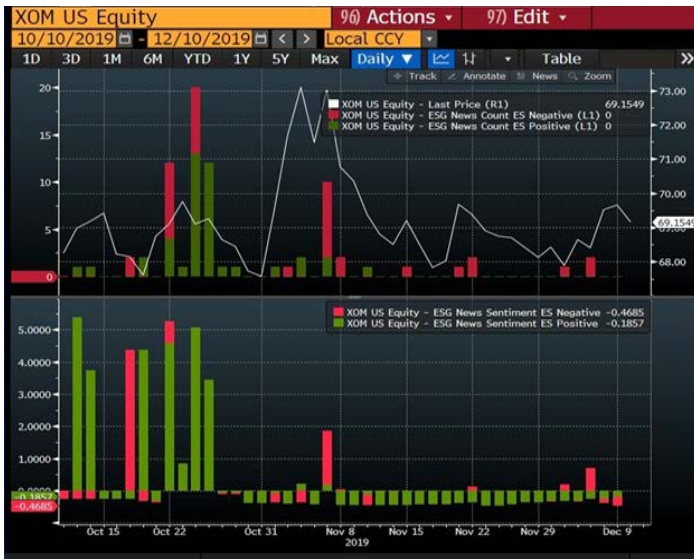 XOM US Equity 96) Actions 97) Edit
10/10/2019 - 12/10/2019 < > Local CCY
1D 3D 1M 6M YTD 1Y 5Y Max Daily ▼ Table »
Track Annotate News Zoom
XOM US Equity - Last Price (R1) 69.1549
XOM US Equity - ESG News Count ES Negative (L1) 0
XOM US Equity - ESG News Count ES Positive (L1) 0
20
15
10
5
0
73.00
72.00
71.00
70.00
69.1549
69.00
68.00
XOM US Equity - ESG News Sentiment ES Negative -0.4685
XOM US Equity - ESG News Sentiment ES Positive -0.1857
5.0000
4.0000
3.0000
2.0000
1.0000
0.0000
-0.1857
-0.4685
Oct 15 Oct 22 Oct 31 Nov 8 Nov 15 Nov 22 Nov 29 Dec 9
2019